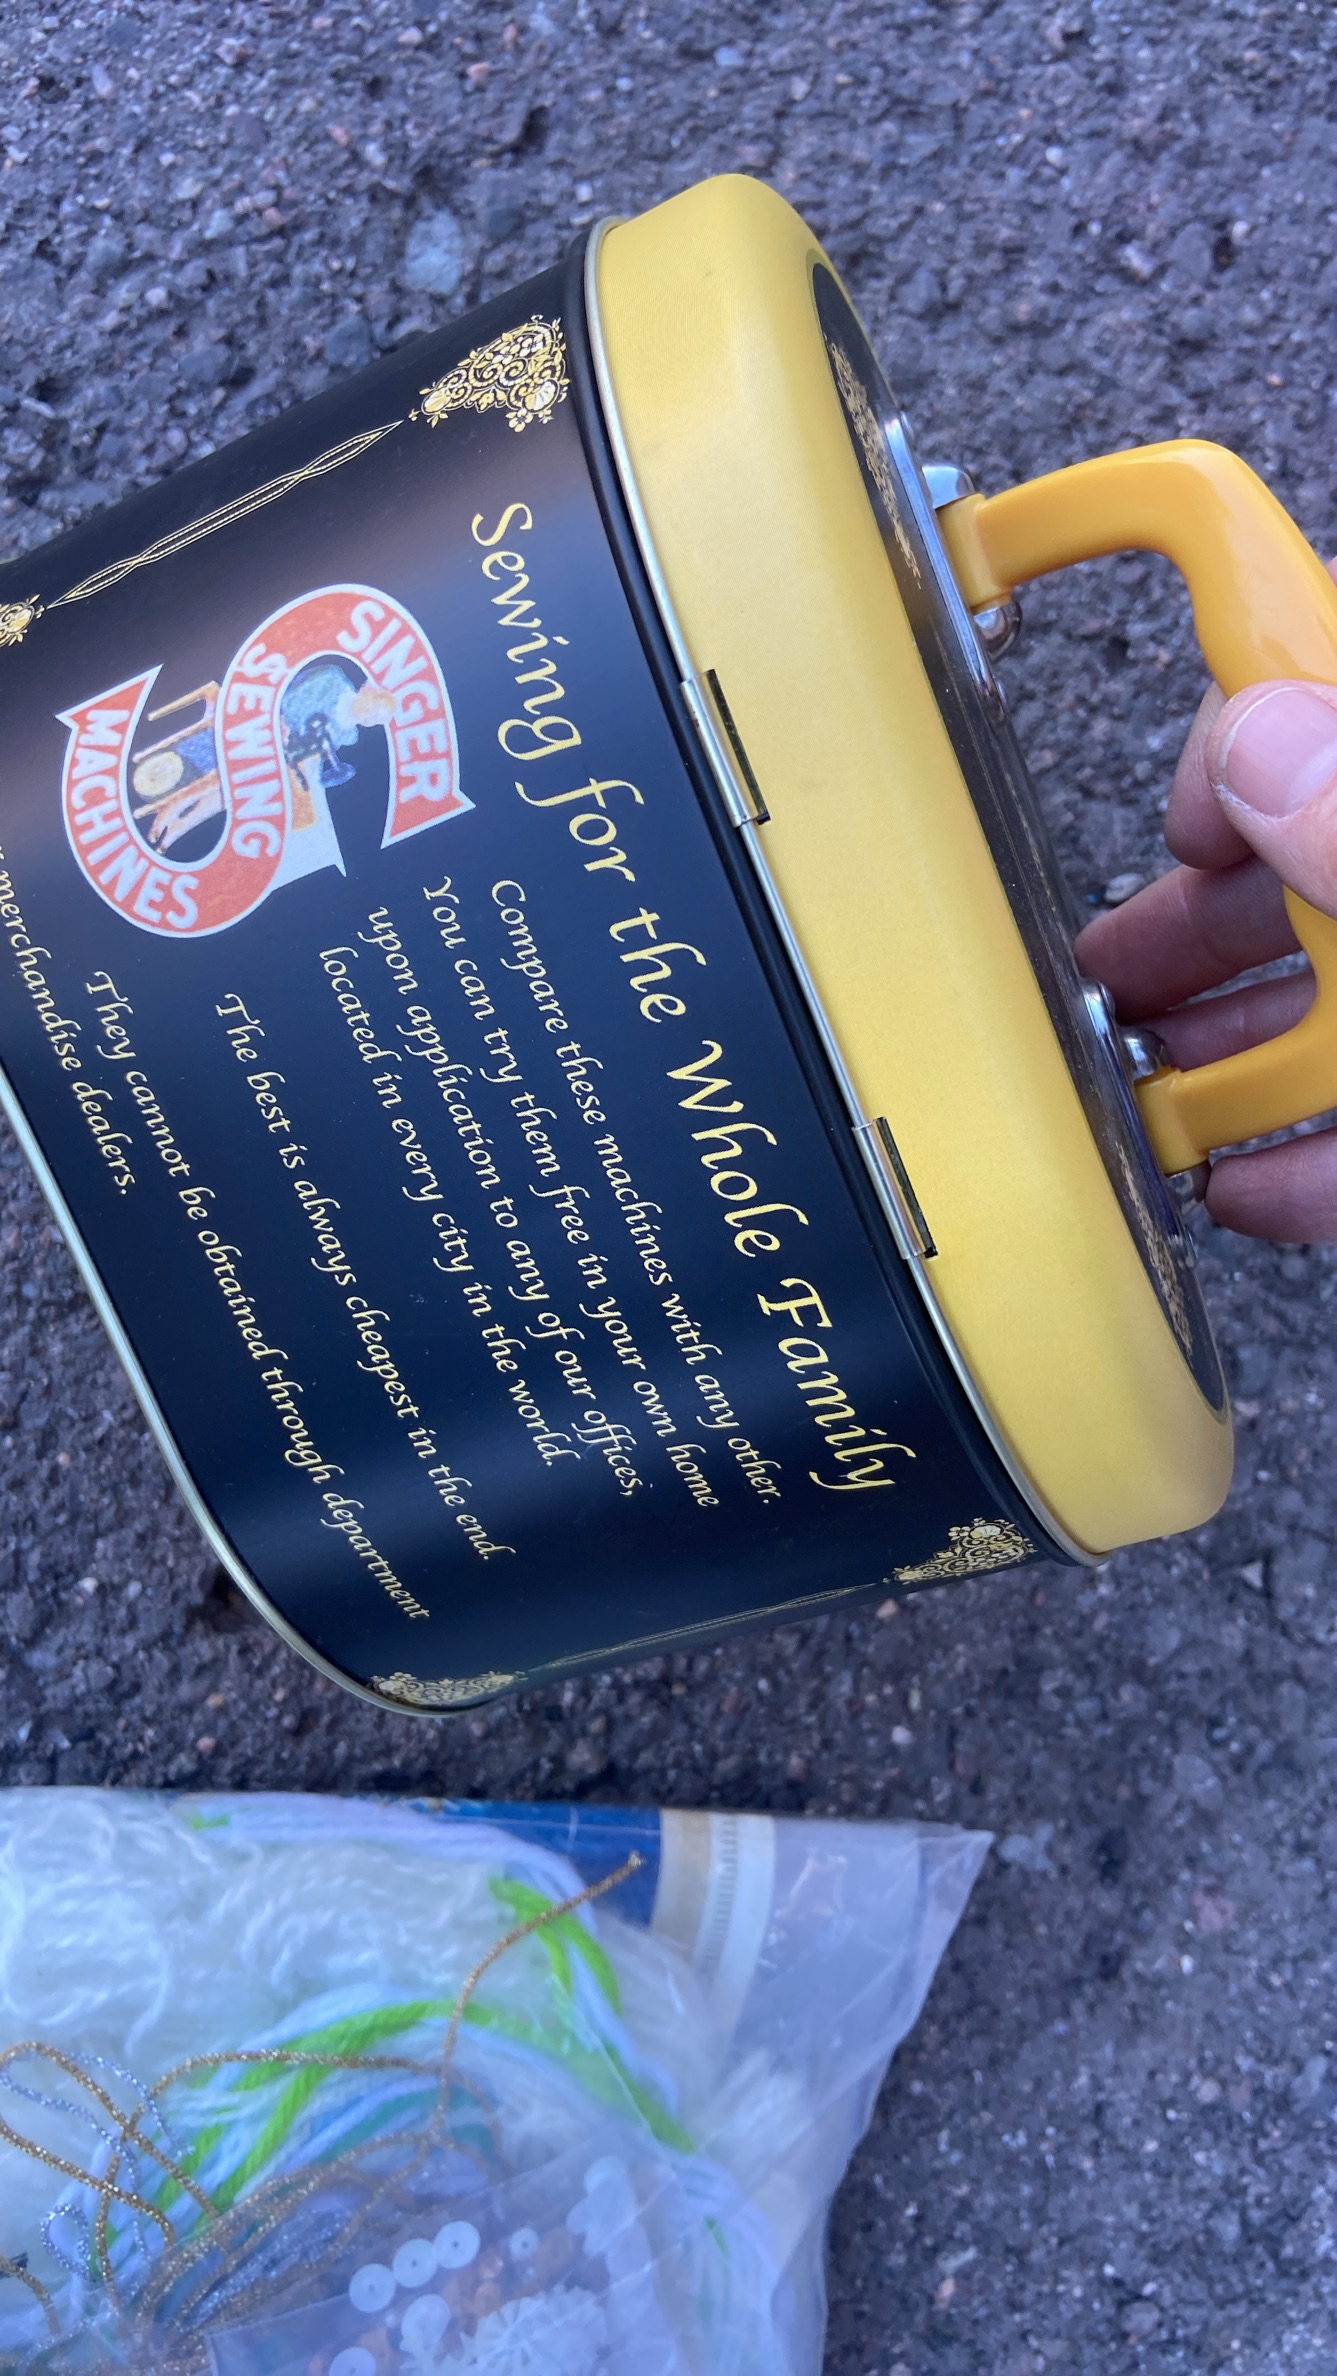 Sewing for the Whole Family
Compare these machines with any other.
You can try them free in your own home
upon application to any of our offices,
located in every city in the world.
The best is always cheapest in the end.
They cannot be obtained through department
merchandise dealers.
SINGER
SEWING
MACHINES